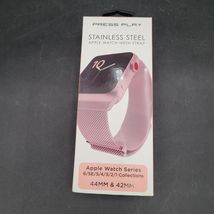 PRESS PLAY
STAINLESS STEEL
APPLE WATCH MESH STRAP
Apple Watch Series
6/SE/5/4/3/2/1 Collections
44MM & 42MM